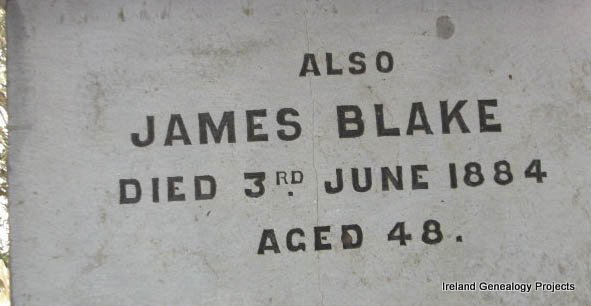 ALSO
JAMES BLAKE
DIED 3RD. JUNE 1884
AGED 48.
Ireland Genealogy Projects